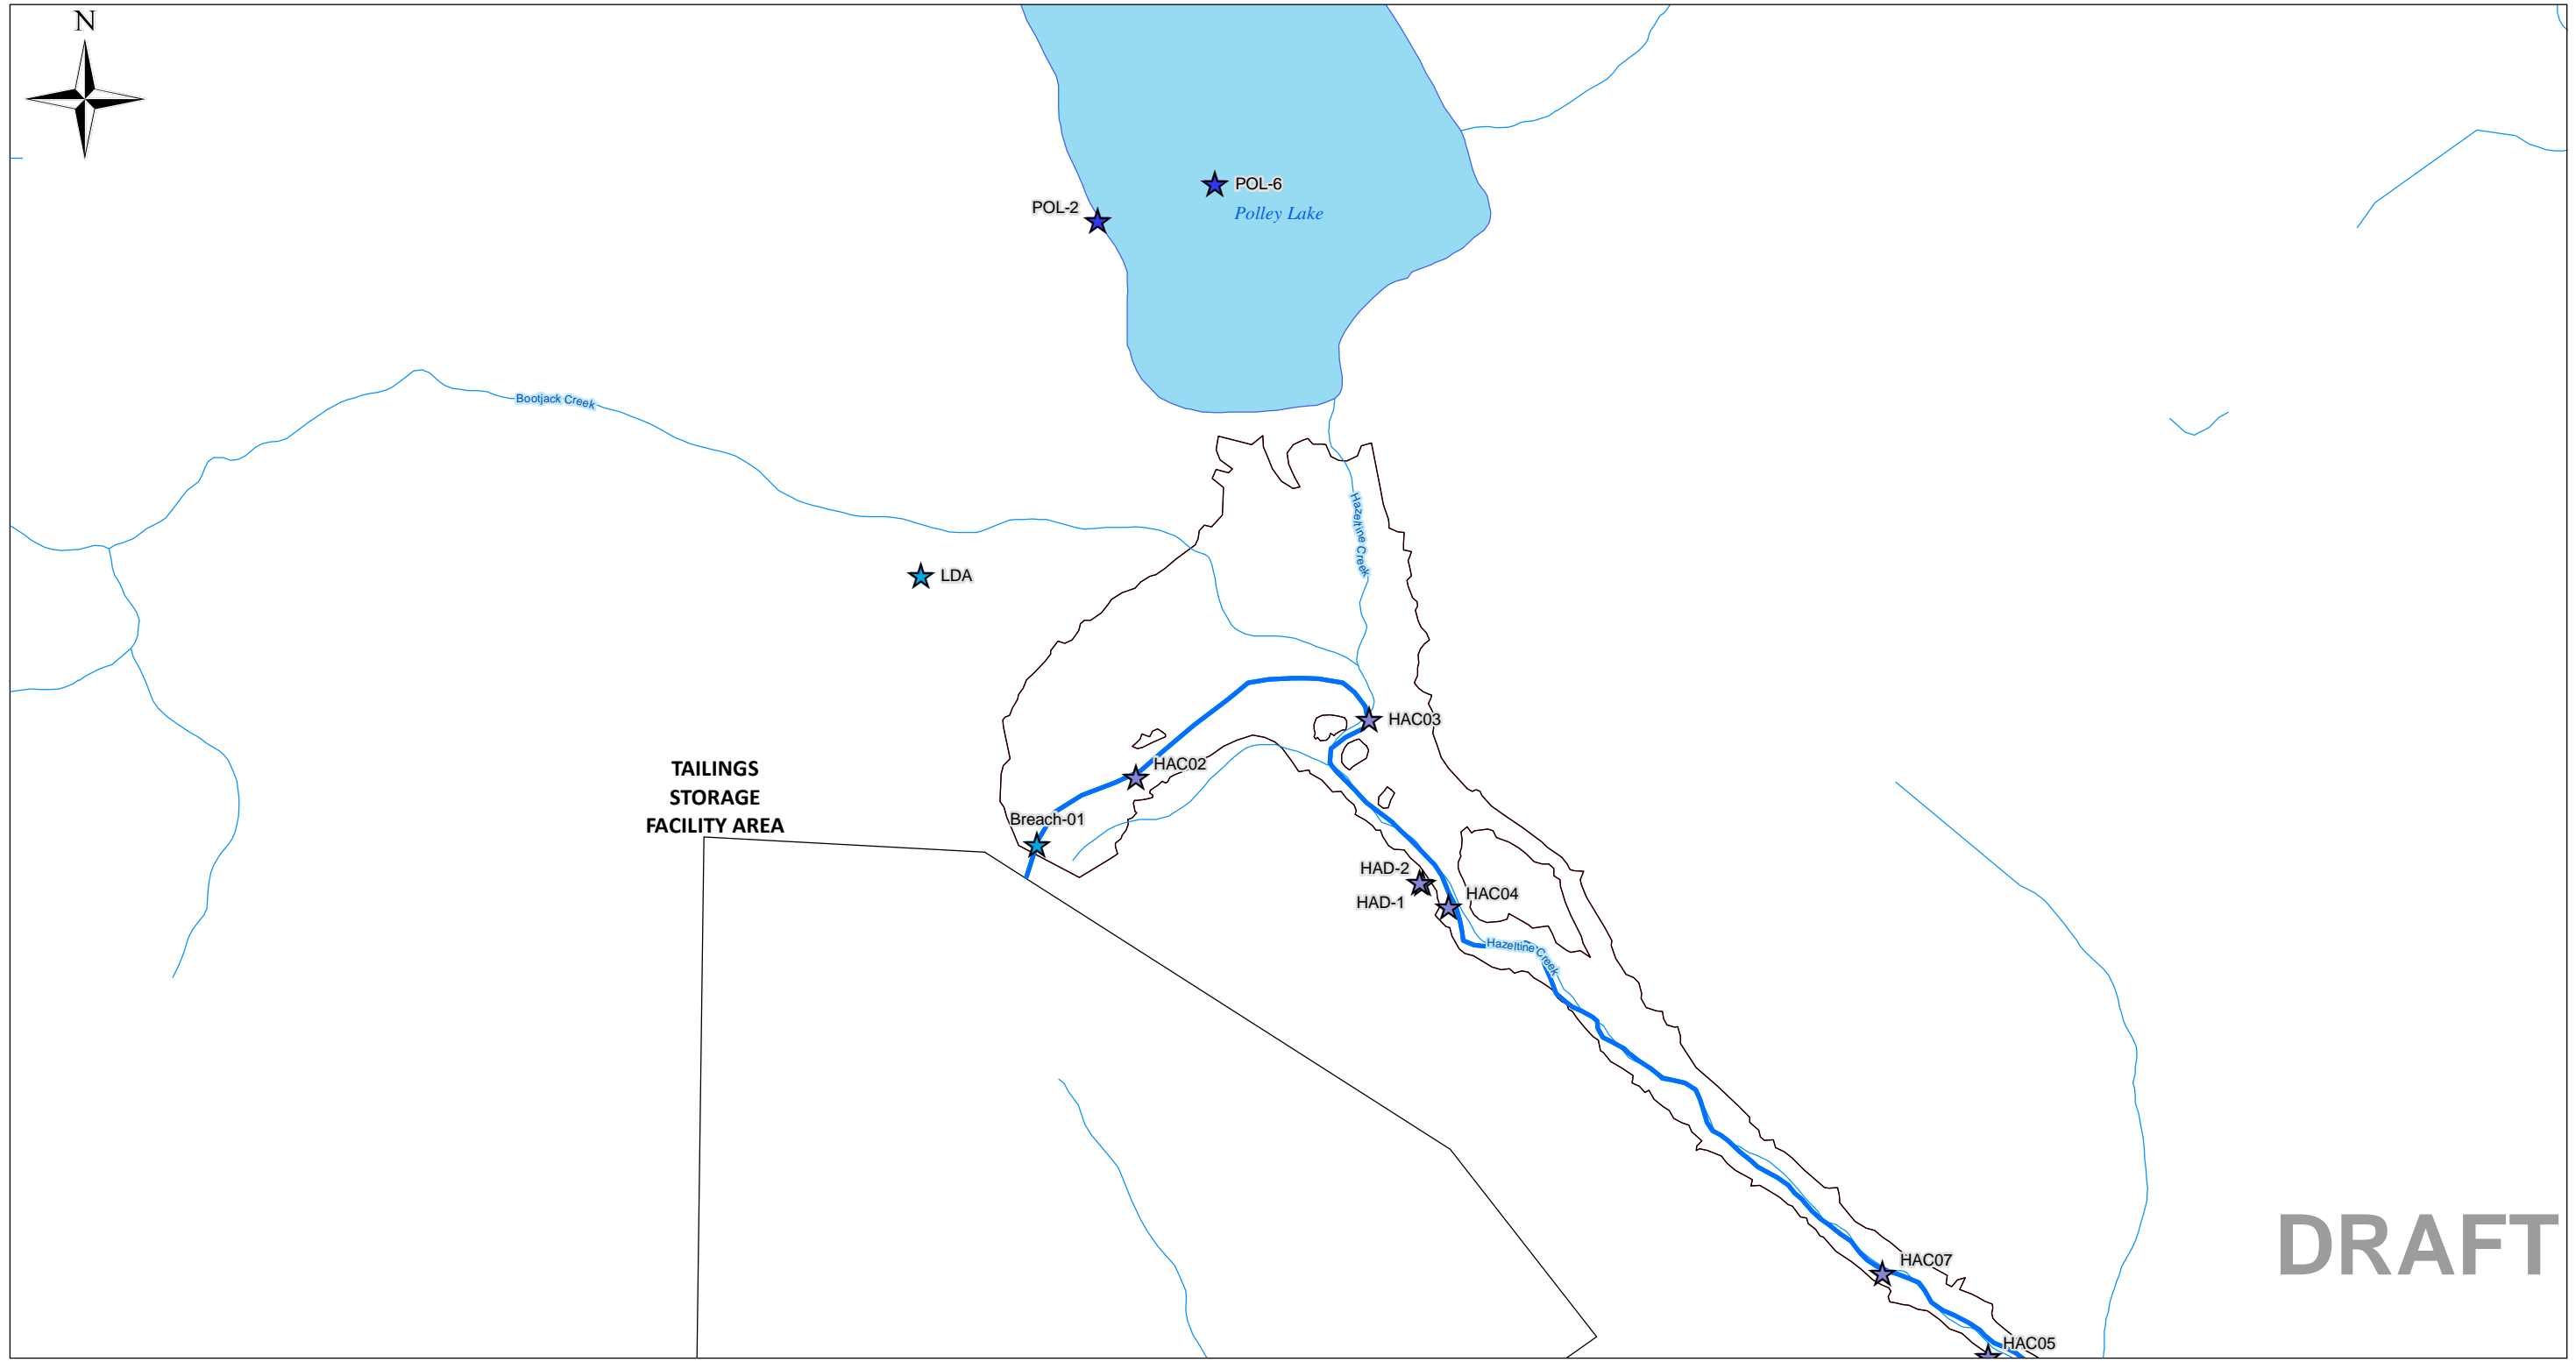 N
POL-6
POL-2
Polley Lake
Bootjack Creek
Hazeltine Creek
LDA
HAC03
HAC02
TAILINGS
STORAGE
FACILITY AREA
Breach-01
HAD-2
HAC04
HAD-1
Hazeltine Creek
DRAFT
HAC07
HAC05